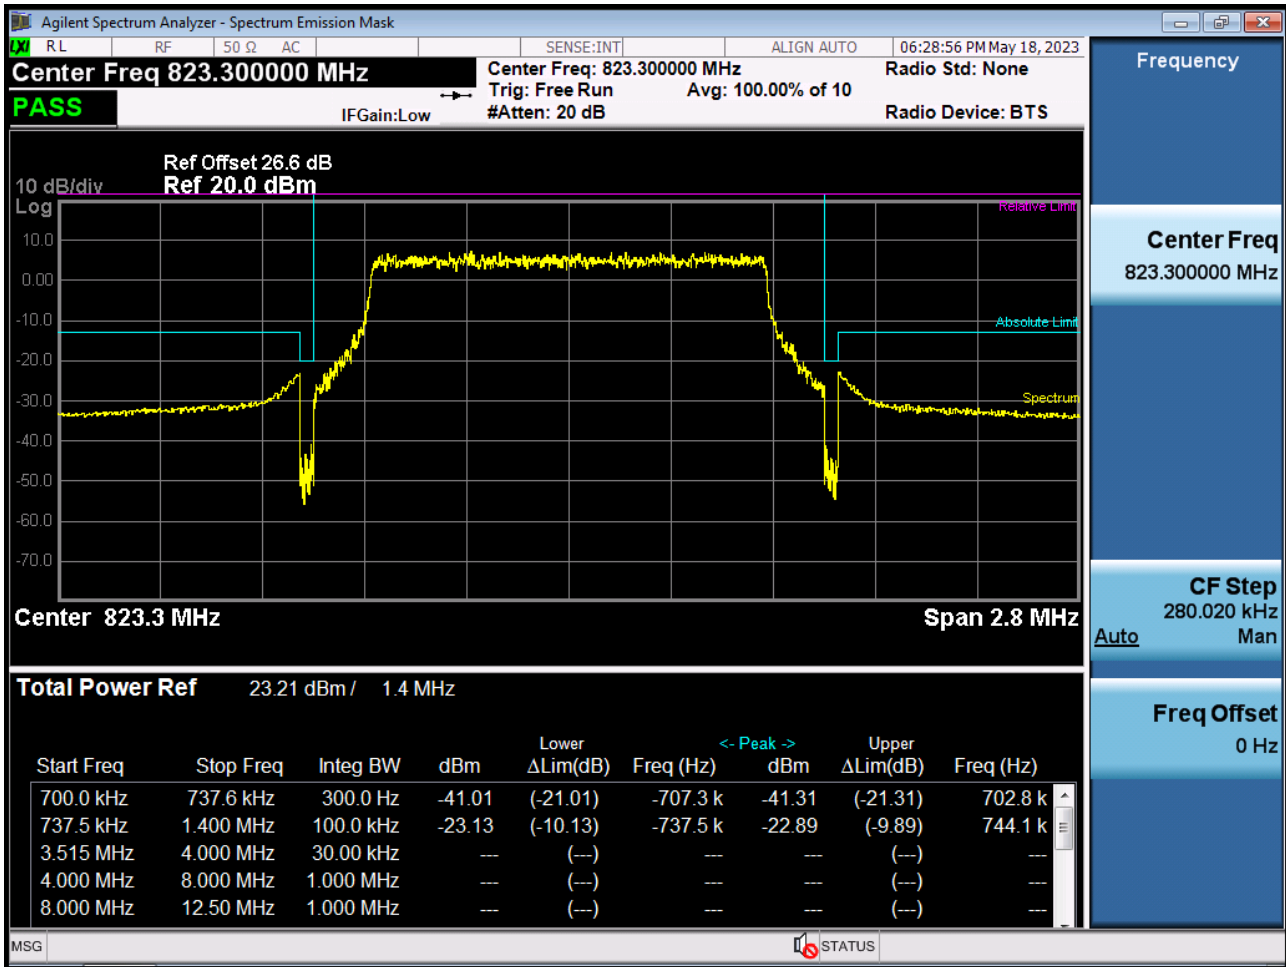 Agilent Spectrum Analyzer - Spectrum Emission Mask
LXI RL RF 50 Ω AC SENSE:INT ALIGN AUTO 06:28:56 PM May 18, 2023
Center Freq 823.300000 MHz
Center Freq: 823.300000 MHz Radio Std: None
Trig: Free Run Avg: 100.00% of 10
PASS IFGain:Low #Atten: 20 dB Radio Device: BTS
Ref Offset 26.6 dB
10 dB/div Ref 20.0 dBm
Log
Relative Limit
10.0
0.00
-10.0
Absolute Limit
-20.0
-30.0
Spectrum
-40.0
-50.0
-60.0
-70.0
Center 823.3 MHz Span 2.8 MHz
Total Power Ref 23.21 dBm / 1.4 MHz
Lower <- Peak -> Upper
Start Freq Stop Freq Integ BW dBm ΔLim(dB) Freq (Hz) dBm ΔLim(dB) Freq (Hz)
700.0 kHz 737.6 kHz 300.0 Hz -41.01 (-21.01) -707.3 k -41.31 (-21.31) 702.8 k
737.5 kHz 1.400 MHz 100.0 kHz -23.13 (-10.13) -737.5 k -22.89 (-9.89) 744.1 k
3.515 MHz 4.000 MHz 30.00 kHz --- (---) --- --- (---) ---
4.000 MHz 8.000 MHz 1.000 MHz --- (---) --- --- (---) ---
8.000 MHz 12.50 MHz 1.000 MHz --- (---) --- --- (---) ---
MSG STATUS
Frequency
Center Freq
823.300000 MHz
CF Step
280.020 kHz
Auto Man
Freq Offset
0 Hz